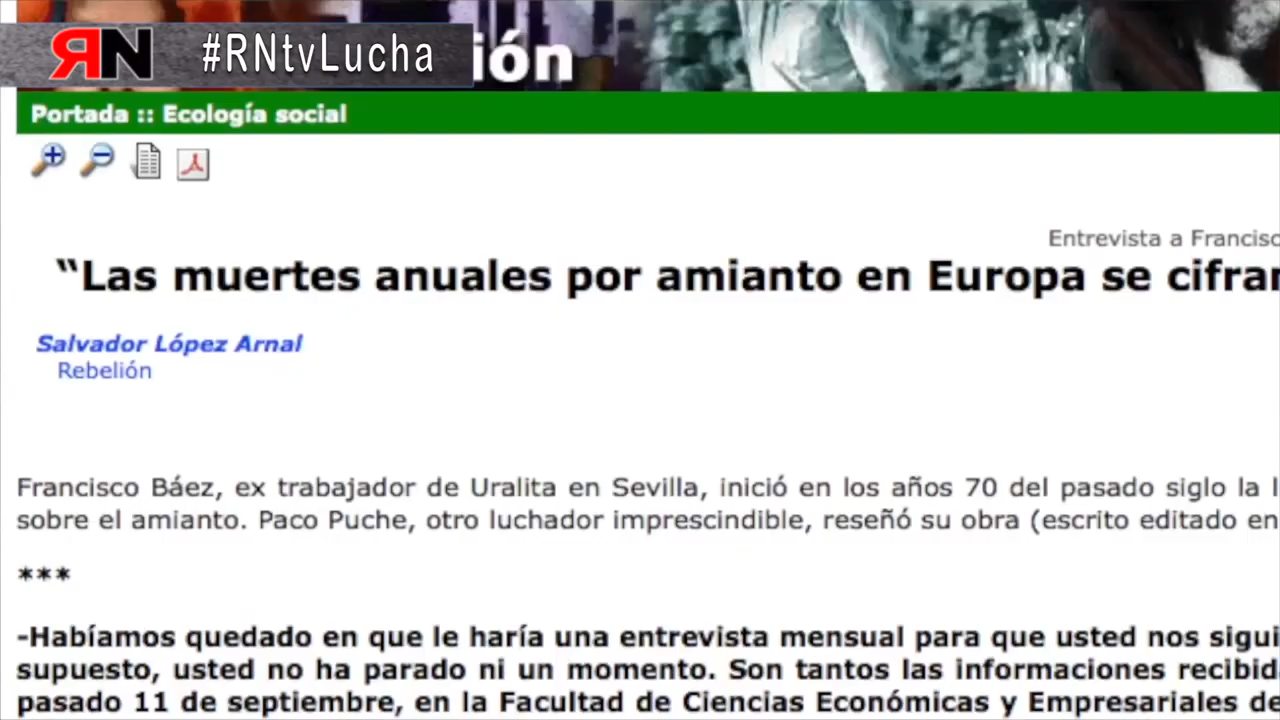 RN #RNtvLucha
ión
Portada :: Ecología social
Entrevista a Francisc
“Las muertes anuales por amianto en Europa se cifran
Salvador López Arnal
Rebelión
Francisco Báez, ex trabajador de Uralita en Sevilla, inició en los años 70 del pasado siglo la l
sobre el amianto. Paco Puche, otro luchador imprescindible, reseñó su obra (escrito editado en
***
-Habíamos quedado en que le haría una entrevista mensual para que usted nos sigui
supuesto, usted no ha parado ni un momento. Son tantos las informaciones recibid
pasado 11 de septiembre, en la Facultad de Ciencias Económicas y Empresariales de